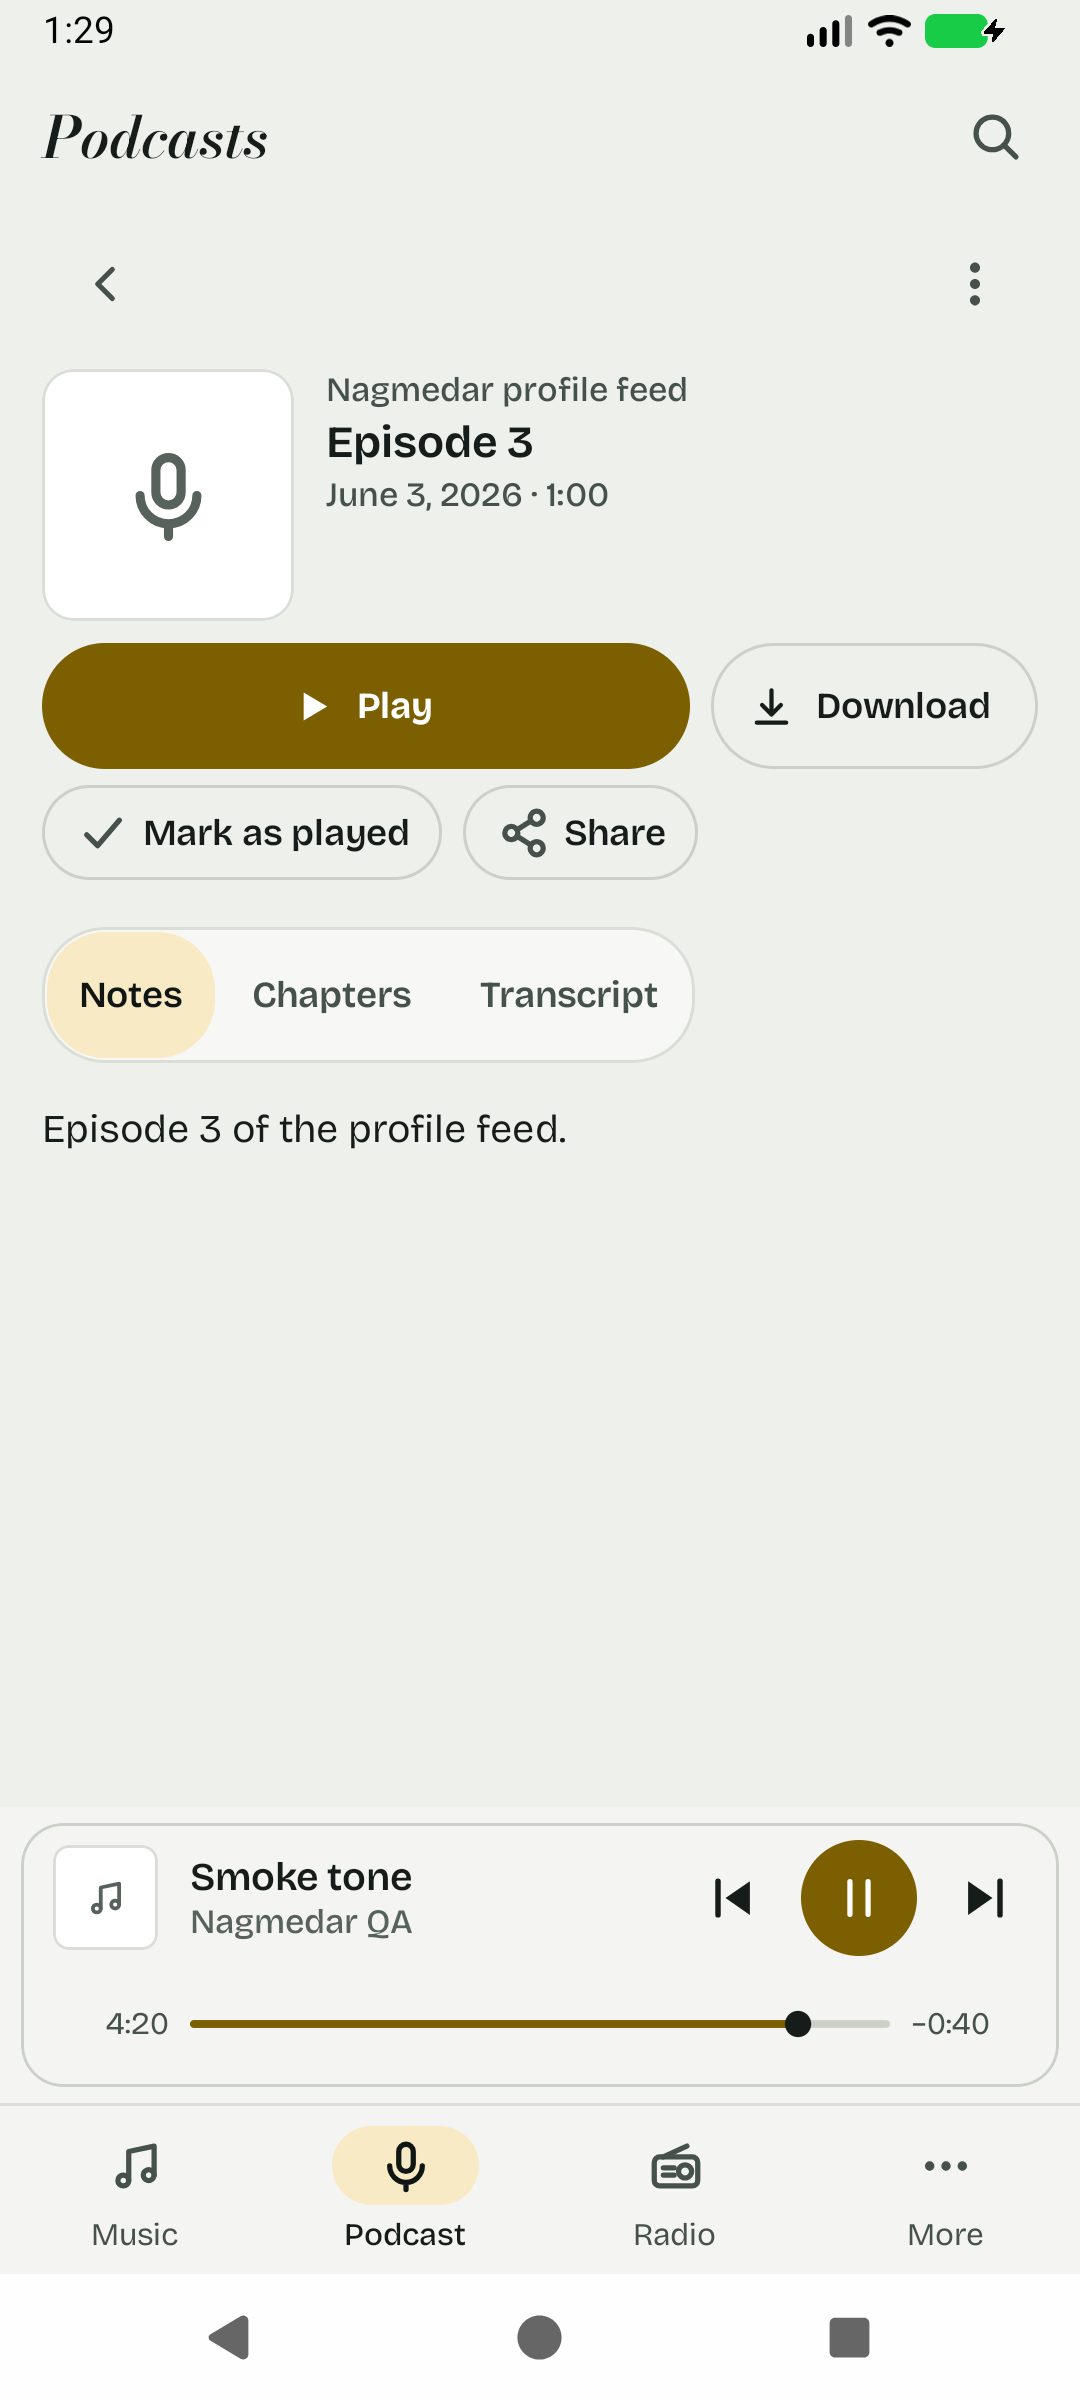 1:29
Podcasts
Nagmedar profile feed
Episode 3
June 3, 2026 · 1:00
Play
Download
Mark as played
Share
Notes
Chapters
Transcript
Episode 3 of the profile feed.
Smoke tone
Nagmedar QA
4:20
−0:40
Music
Podcast
Radio
More